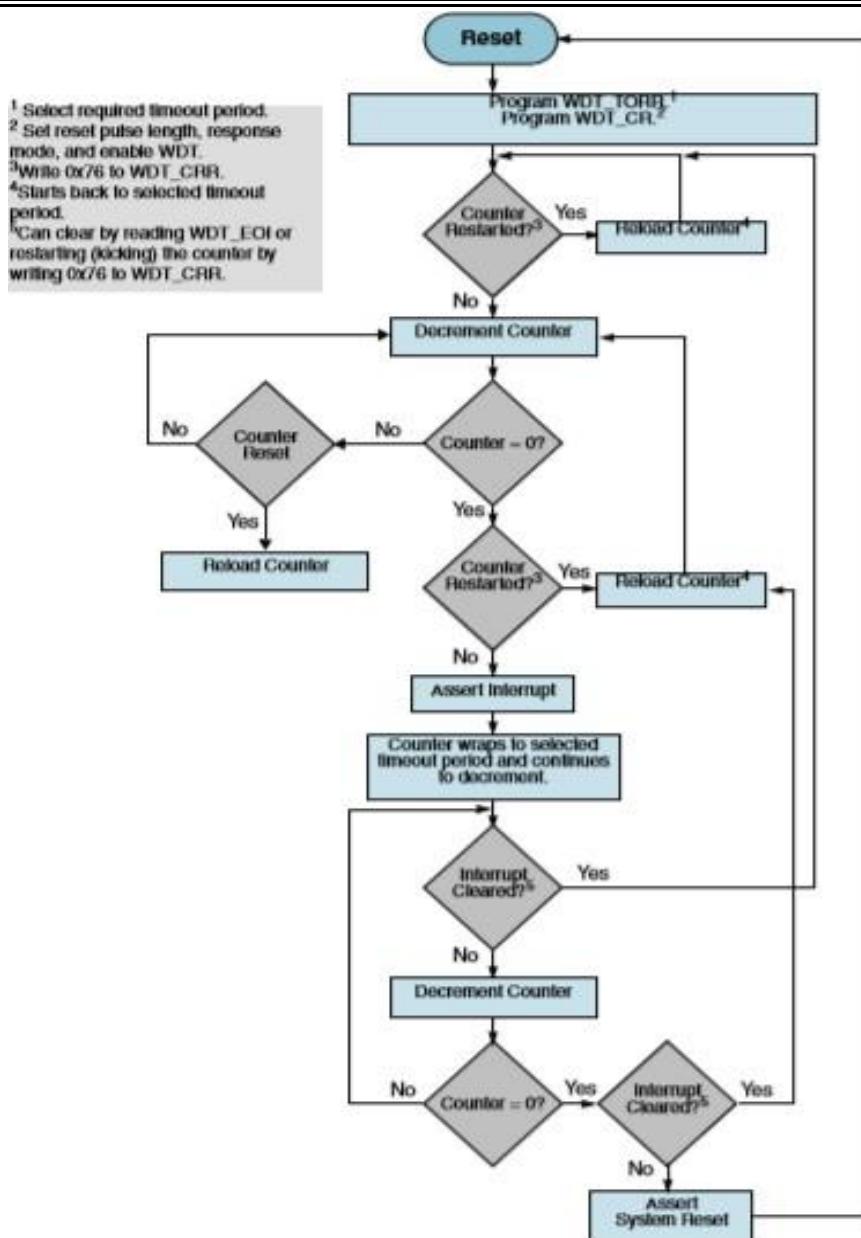 Reset
¹ Select required timeout period.
² Set reset pulse length, response
mode, and enable WDT.
³Write 0x76 to WDT_CRR.
⁴Starts back to selected timeout
period.
⁵Can clear by reading WDT_EOI or
restarting (kicking) the counter by
writing 0x76 to WDT_CRR.
Program WDT_TORR.¹
Program WDT_CR.²
Counter
Restarted?³
Yes
Reload Counter⁴
No
Decrement Counter
No
Counter
Reset
No
Counter = 0?
Yes
Yes
Reload Counter
Counter
Restarted?³
Yes
Reload Counter⁴
No
Assert Interrupt
Counter wraps to selected
timeout period and continues
to decrement.
Interrupt
Cleared?⁵
Yes
No
Decrement Counter
No
Counter = 0?
Yes
Interrupt
Cleared?⁵
Yes
No
Assert
System Reset